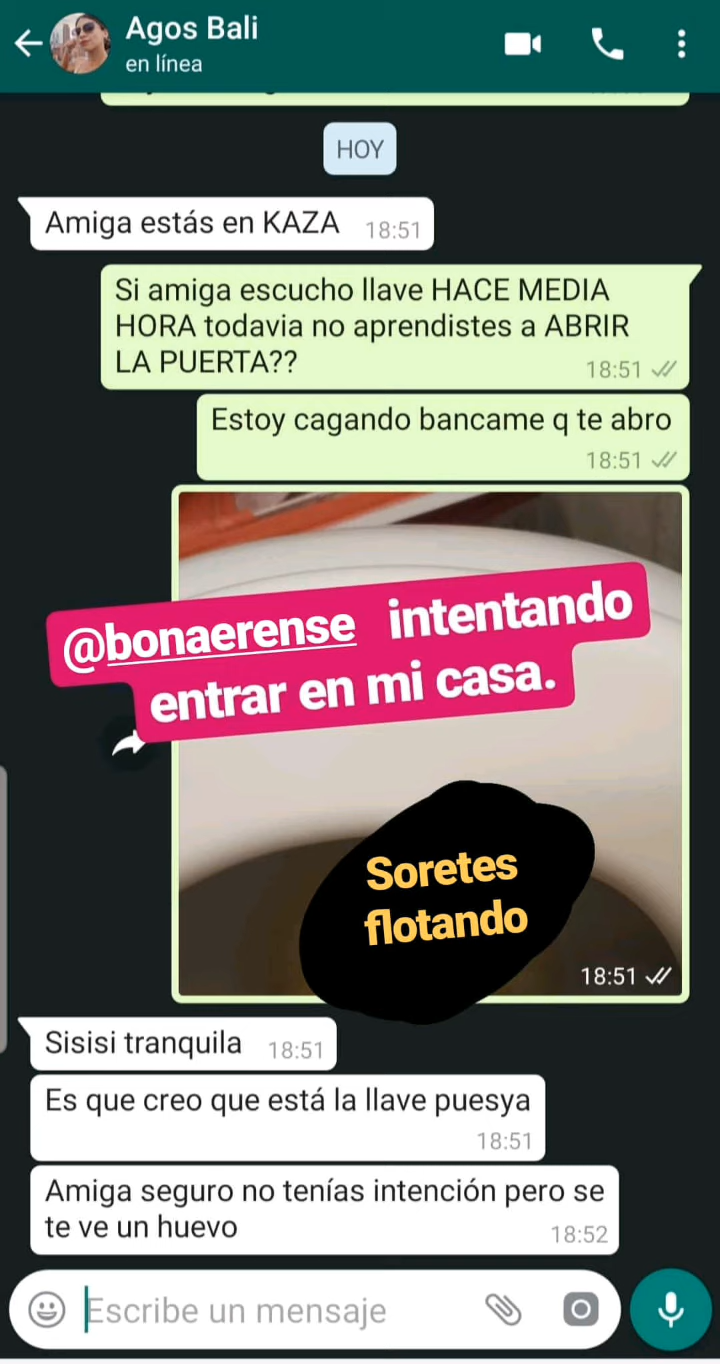 Agos Bali
en línea
HOY
Amiga estás en KAZA 18:51
Si amiga escucho llave HACE MEDIA
HORA todavia no aprendistes a ABRIR
LA PUERTA?? 18:51
Estoy cagando bancame q te abro
18:51
@bonaerense intentando
entrar en mi casa.
Soretes
flotando
18:51
Sisisi tranquila 18:51
Es que creo que está la llave puesya
18:51
Amiga seguro no tenías intención pero se
te ve un huevo 18:52
Escribe un mensaje